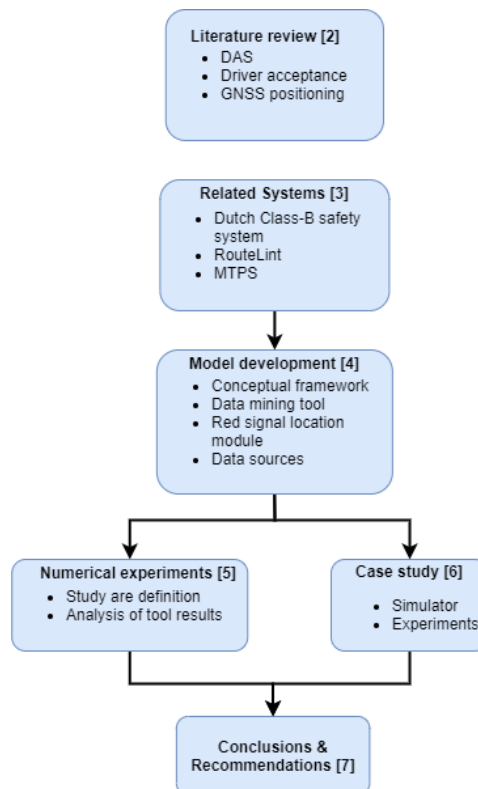 Literature review [2]
• DAS
• Driver acceptance
• GNSS positioning
Related Systems [3]
• Dutch Class-B safety
system
• RouteLint
• MTPS
Model development [4]
• Conceptual framework
• Data mining tool
• Red signal location
module
• Data sources
Numerical experiments [5]
• Study are definition
• Analysis of tool results
Case study [6]
• Simulator
• Experiments
Conclusions &
Recommendations [7]